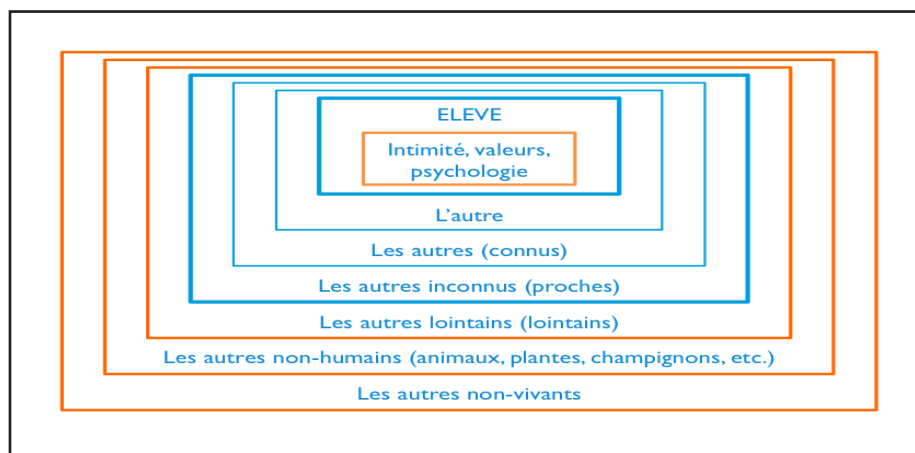 ELEVE
Intimité, valeurs,
psychologie
L'autre
Les autres (connus)
Les autres inconnus (proches)
Les autres lointains (lointains)
Les autres non-humains (animaux, plantes, champignons, etc.)
Les autres non-vivants